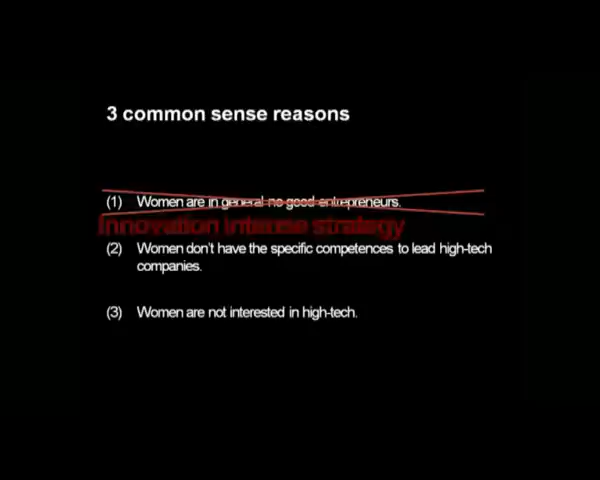 3 common sense reasons
(1) Women are in general no good entrepreneurs.
Innovation intense strategy
(2) Women don't have the specific competences to lead high-tech
companies.
(3) Women are not interested in high-tech.